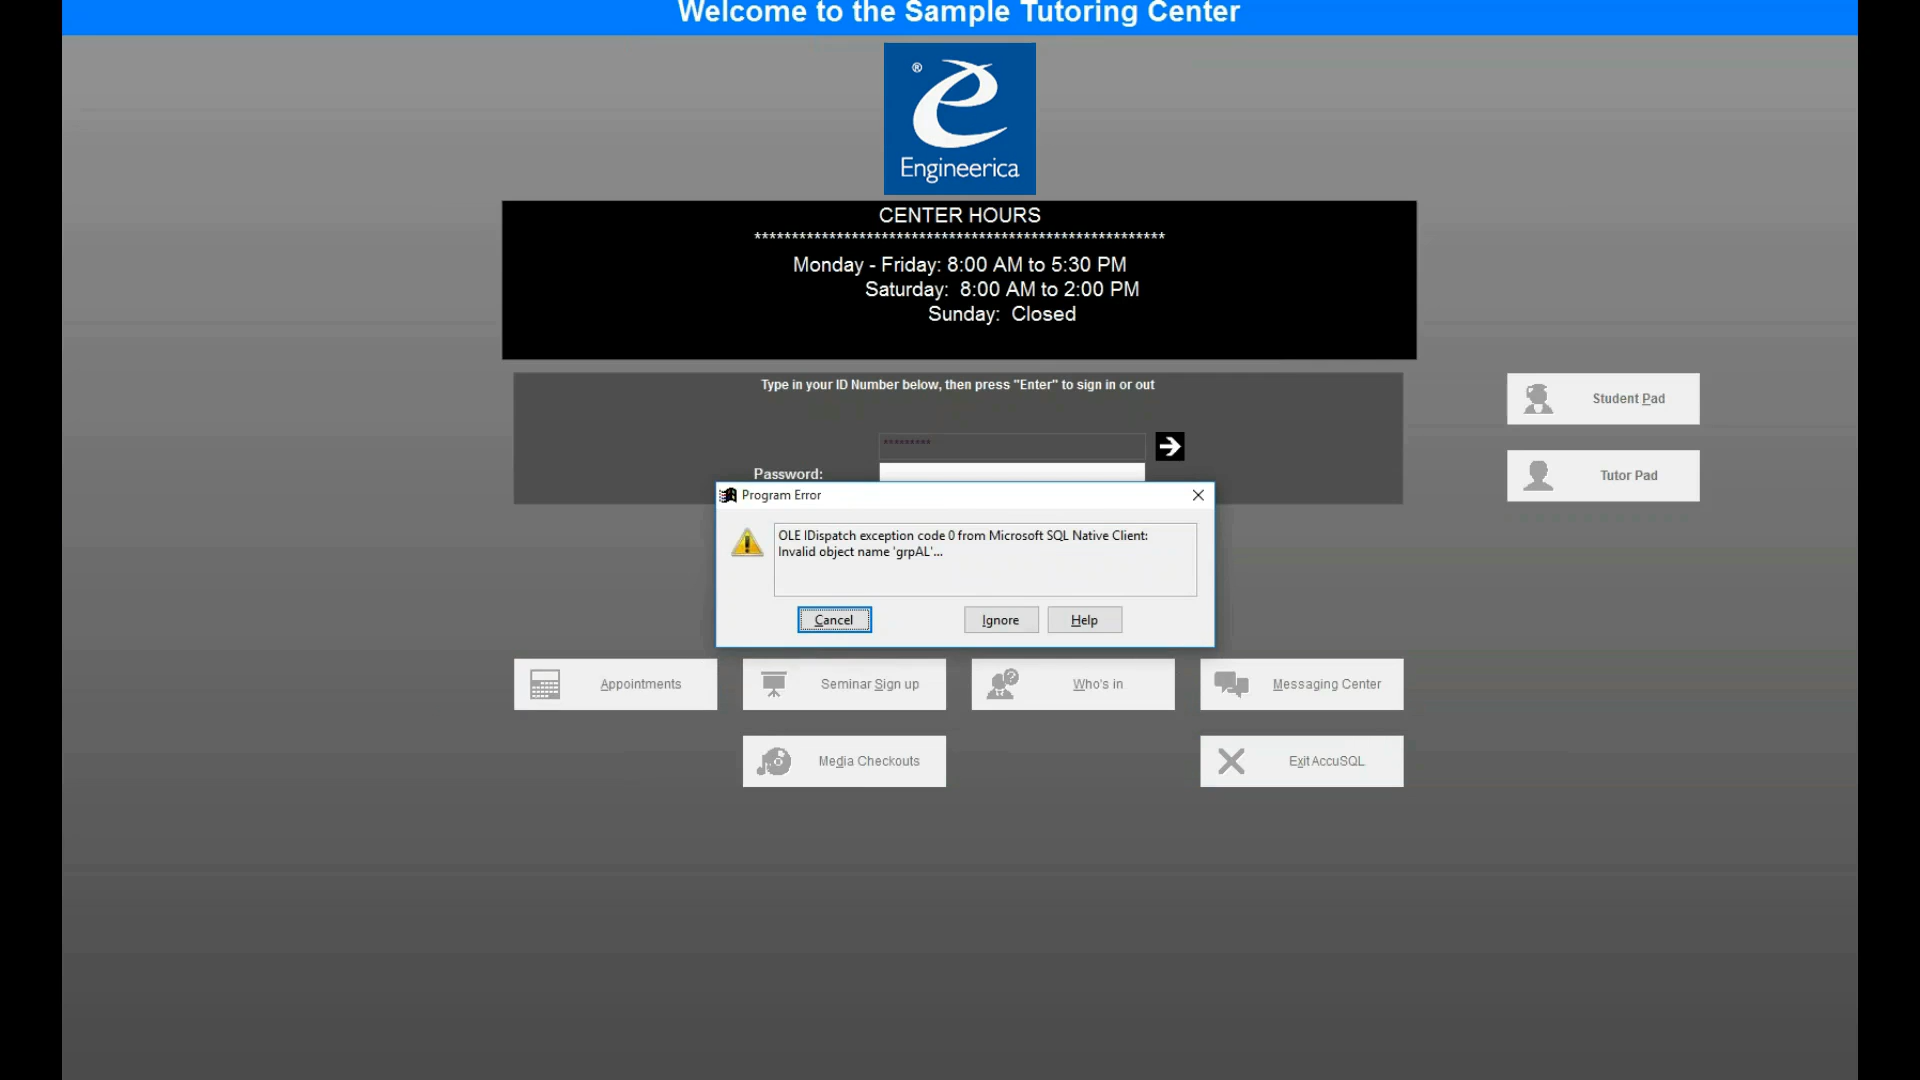 Welcome to the Sample Tutoring Center
®
Engineerica
CENTER HOURS
*******************************************************
Monday - Friday: 8:00 AM to 5:30 PM
Saturday: 8:00 AM to 2:00 PM
Sunday: Closed
Type in your ID Number below, then press "Enter" to sign in or out
*********
Password:
Student Pad
Tutor Pad
Program Error
OLE IDispatch exception code 0 from Microsoft SQL Native Client:
Invalid object name 'grpAL'...
Cancel
Ignore
Help
Appointments
Seminar Sign up
Who's in
Messaging Center
Media Checkouts
Exit AccuSQL